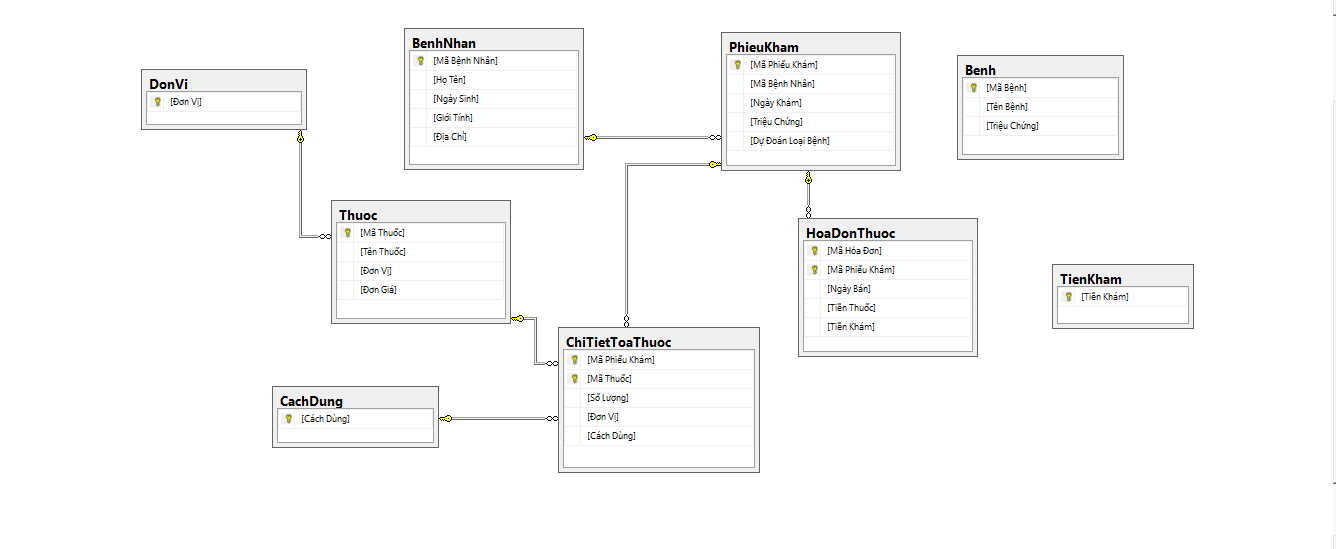 DonVi
[Đơn Vị]
BenhNhan
[Mã Bệnh Nhân]
[Họ Tên]
[Ngày Sinh]
[Giới Tính]
[Địa Chỉ]
PhieuKham
[Mã Phiếu Khám]
[Mã Bệnh Nhân]
[Ngày Khám]
[Triệu Chứng]
[Dự Đoán Loại Bệnh]
Benh
[Mã Bệnh]
[Tên Bệnh]
[Triệu Chứng]
Thuoc
[Mã Thuốc]
[Tên Thuốc]
[Đơn Vị]
[Đơn Giá]
HoaDonThuoc
[Mã Hóa Đơn]
[Mã Phiếu Khám]
[Ngày Bán]
[Tiền Thuốc]
[Tiền Khám]
TienKham
[Tiền Khám]
ChiTietToaThuoc
[Mã Phiếu Khám]
[Mã Thuốc]
[Số Lượng]
[Đơn Vị]
[Cách Dùng]
CachDung
[Cách Dùng]